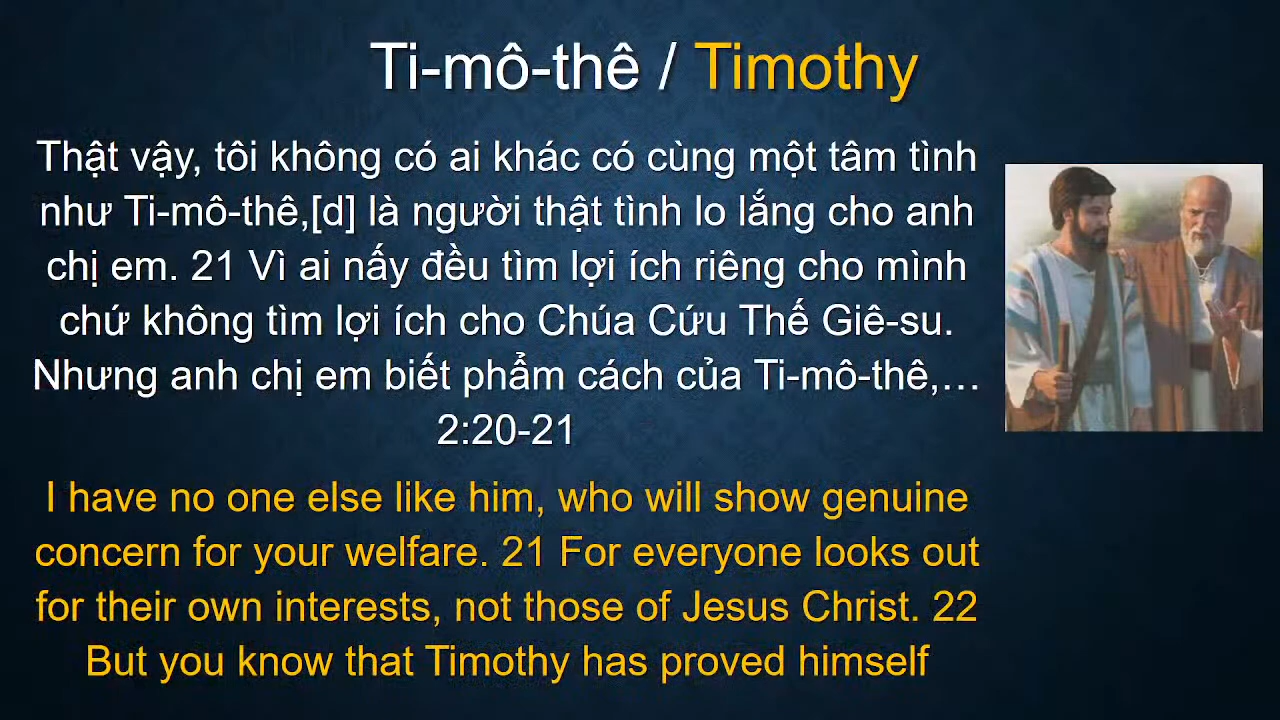 Ti-mô-thê / Timothy
Thật vậy, tôi không có ai khác có cùng một tâm tình
như Ti-mô-thê,[d] là người thật tình lo lắng cho anh
chị em. 21 Vì ai nấy đều tìm lợi ích riêng cho mình
chứ không tìm lợi ích cho Chúa Cứu Thế Giê-su.
Nhưng anh chị em biết phẩm cách của Ti-mô-thê,…
2:20-21
I have no one else like him, who will show genuine
concern for your welfare. 21 For everyone looks out
for their own interests, not those of Jesus Christ. 22
But you know that Timothy has proved himself